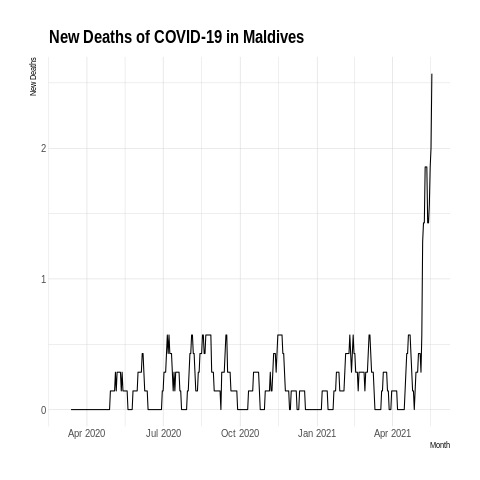 New Deaths of COVID-19 in Maldives
New Deaths
2
1
0
Apr 2020 Jul 2020 Oct 2020 Jan 2021 Apr 2021
Month